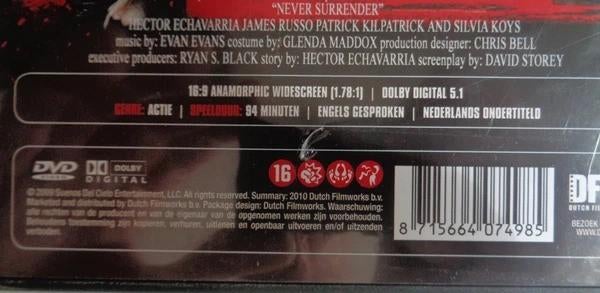 "NEVER SURRENDER"
HECTOR ECHAVARRIA JAMES RUSSO PATRICK KILPATRICK AND SILVIA KOYS
music by: EVAN EVANS costume by: GLENDA MADDOX production designer: CHRIS BELL
executive producers: RYAN S. BLACK story by: HECTOR ECHAVARRIA screenplay by: DAVID STOREY
16:9 ANAMORPHIC WIDESCREEN [1.78:1] | DOLBY DIGITAL 5.1
GENRE: ACTIE | SPEELDUUR: 94 MINUTEN | ENGELS GESPROKEN | NEDERLANDS ONDERTITELD
DVD DOLBY DIGITAL 16
© 2009 Buenos Del Cielo Entertainment, LLC. All rights reserved. Summary: 2010 Dutch Filmworks b.v.
Marketed and distributed by Dutch Filmworks b.v. Package design: Dutch Filmworks. Waarschuwing:
alle rechten van de producent en van de eigenaar van de opgenomen werken zijn voorbehouden.
Behoudens toestemming zijn kopiëren, verhuren, uitlenen en openbaar uitvoeren en/of uitzenden
verboden.
8 715664 074985
DF
DUTCH FI
BEZOEK